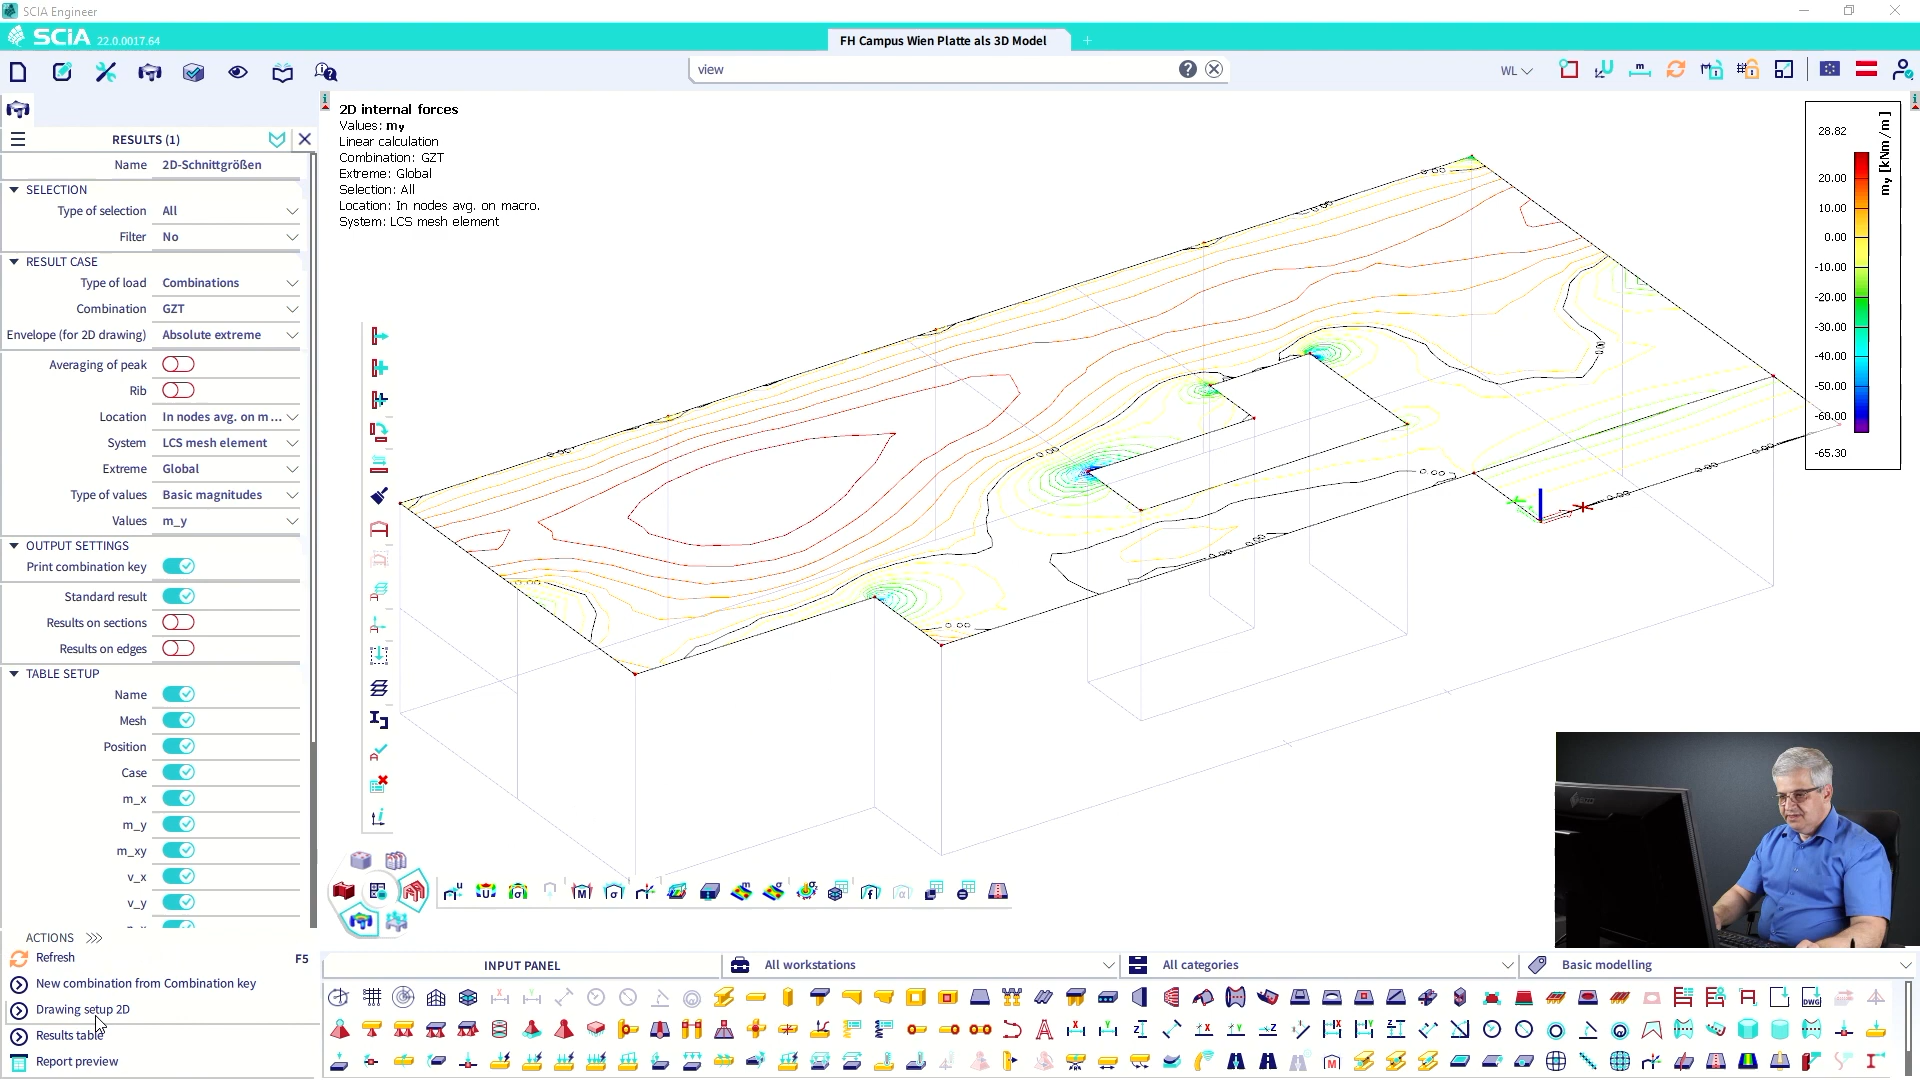 SCIA Engineer
SCIA 22.0.0017.64
FH Campus Wien Platte als 3D Model
view
WL
RESULTS (1)
Name 2D-Schnittgrößen
SELECTION
Type of selection All
Filter No
RESULT CASE
Type of load Combinations
Combination GZT
Envelope (for 2D drawing) Absolute extreme
Averaging of peak
Rib
Location In nodes avg. on m ...
System LCS mesh element
Extreme Global
Type of values Basic magnitudes
Values m_y
OUTPUT SETTINGS
Print combination key
Standard result
Results on sections
Results on edges
TABLE SETUP
Name
Mesh
Position
Case
m_x
m_y
m_xy
v_x
v_y
ACTIONS >>>
Refresh F5
New combination from Combination key
Drawing setup 2D
Results table
Report preview
2D internal forces
Values: my
Linear calculation
Combination: GZT
Extreme: Global
Selection: All
Location: In nodes avg. on macro.
System: LCS mesh element
my [kNm/m]
28.82
20.00
10.00
0.00
-10.00
-20.00
-30.00
-40.00
-50.00
-60.00
-65.30
EIZO
INPUT PANEL
All workstations
All categories
Basic modelling